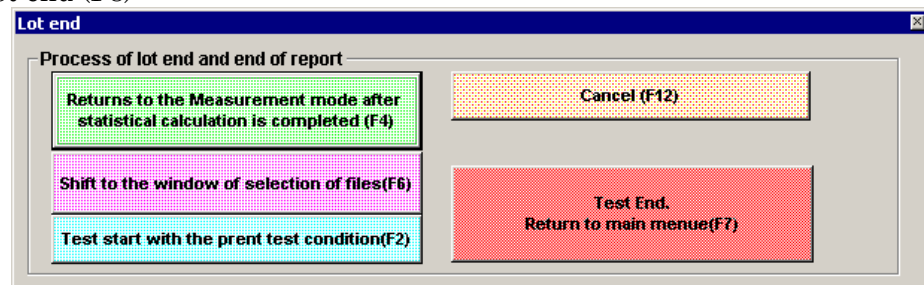 Lot end
Process of lot end and end of report
Returns to the Measurement mode after
statistical calculation is completed (F4)
Cancel (F12)
Shift to the window of selection of files(F6)
Test End.
Return to main menue(F7)
Test start with the prent test condition(F2)